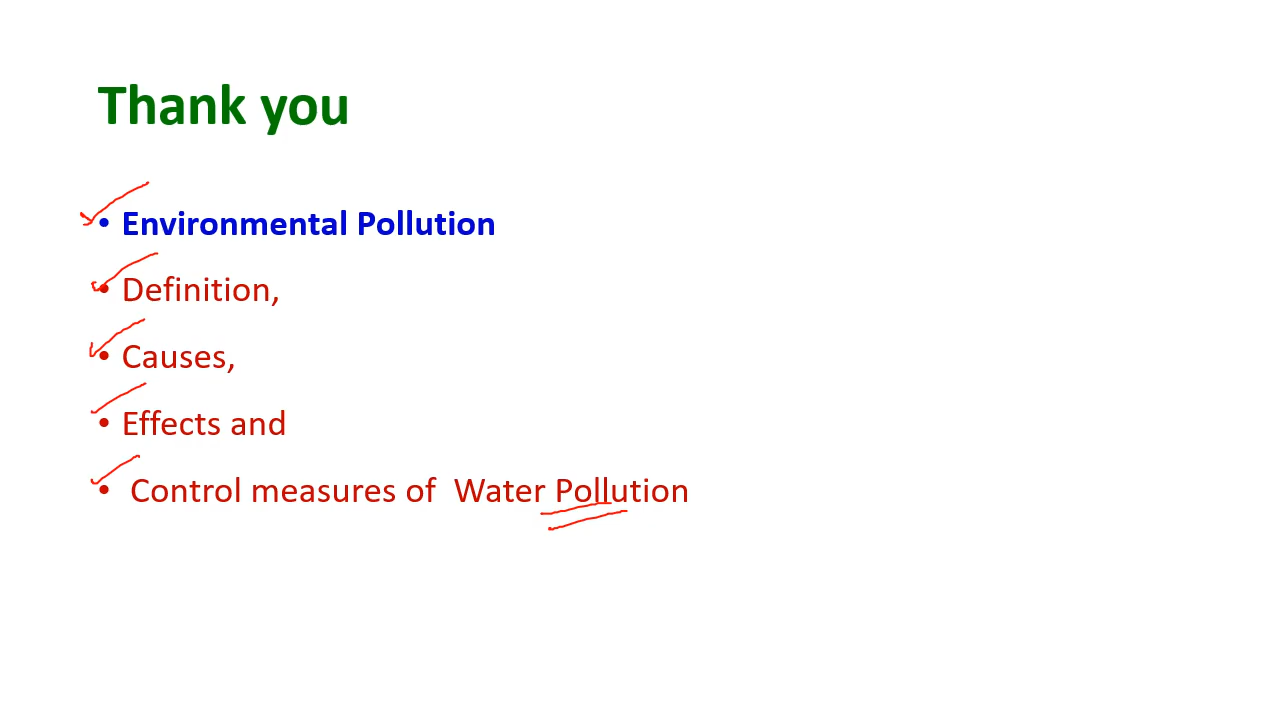 Thank you
• Environmental Pollution
• Definition,
• Causes,
• Effects and
• Control measures of Water Pollution